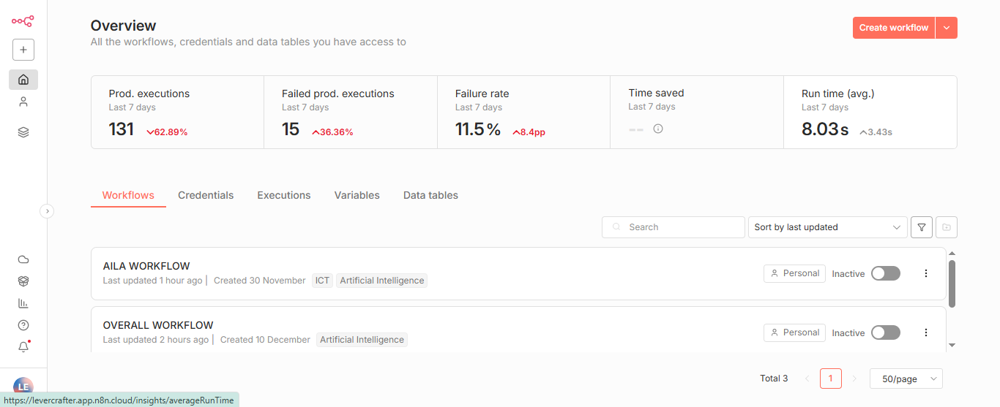 Overview
All the workflows, credentials and data tables you have access to
Create workflow
Prod. executions
Last 7 days
131 62.89%
Failed prod. executions
Last 7 days
15 36.36%
Failure rate
Last 7 days
11.5% 8.4pp
Time saved
Last 7 days
--
Run time (avg.)
Last 7 days
8.03s 3.43s
Workflows Credentials Executions Variables Data tables
Search Sort by last updated
AILA WORKFLOW
Last updated 1 hour ago | Created 30 November ICT Artificial Intelligence
Personal Inactive
OVERALL WORKFLOW
Last updated 2 hours ago | Created 10 December Artificial Intelligence
Personal Inactive
Total 3 1 50/page
LE
https://levercrafter.app.n8n.cloud/insights/averageRunTime